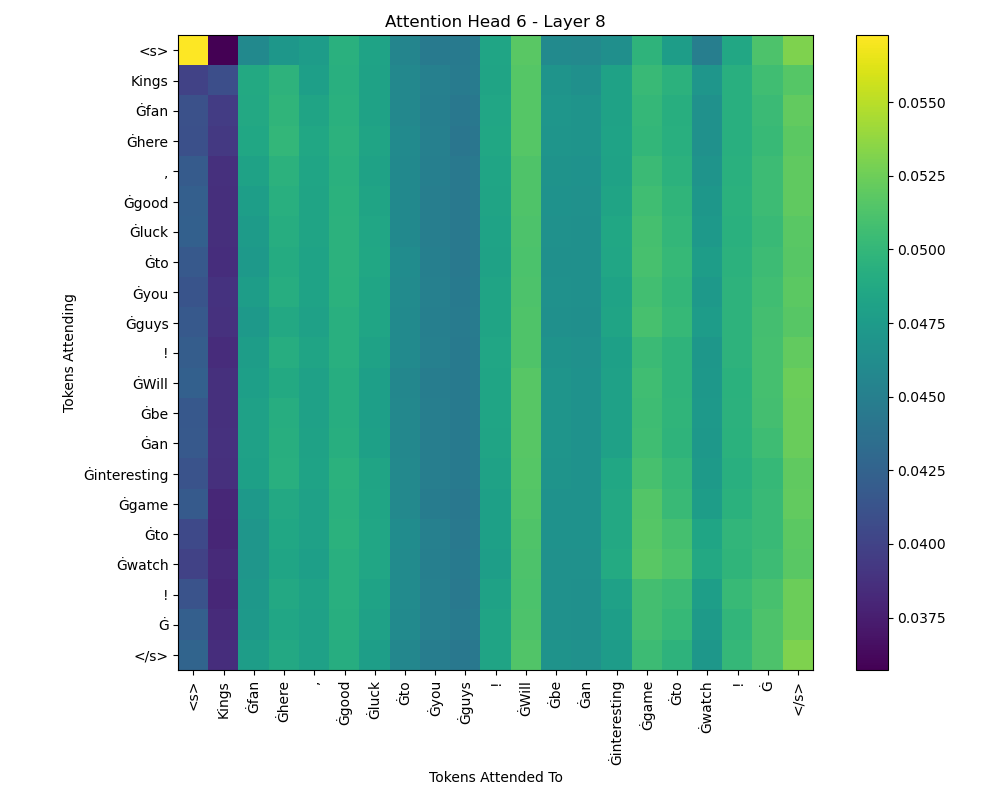 Attention Head 6 - Layer 8
<s>
Kings
Ġfan
Ġhere
,
Ġgood
Ġluck
Ġto
Ġyou
Ġguys
!
ĠWill
Ġbe
Ġan
Ġinteresting
Ġgame
Ġto
Ġwatch
!
Ġ
</s>
Tokens Attending
<s>
Kings
Ġfan
Ġhere
,
Ġgood
Ġluck
Ġto
Ġyou
Ġguys
!
ĠWill
Ġbe
Ġan
Ġinteresting
Ġgame
Ġto
Ġwatch
!
Ġ
</s>
Tokens Attended To
0.0550
0.0525
0.0500
0.0475
0.0450
0.0425
0.0400
0.0375